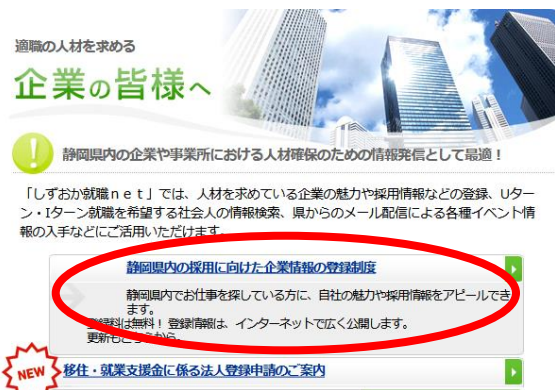 適職の人材を求める
企業の皆様へ
静岡県内の企業や事業所における人材確保のための情報発信として最適！
「しずおか就職ｎｅｔ」では、人材を求めている企業の魅力や採用情報などの登録、Uター
ン・Iターン就職を希望する社会人の情報検索、県からのメール配信による各種イベント情
報の入手などにご活用いただけます。
静岡県内の採用に向けた企業情報の登録制度
静岡県内でお仕事を探している方に、自社の魅力や採用情報をアピールでき
ます。
登録料は無料！ 登録情報は、インターネットで広く公開します。
更新もこちらから。
NEW
移住・就業支援金に係る法人登録申請のご案内